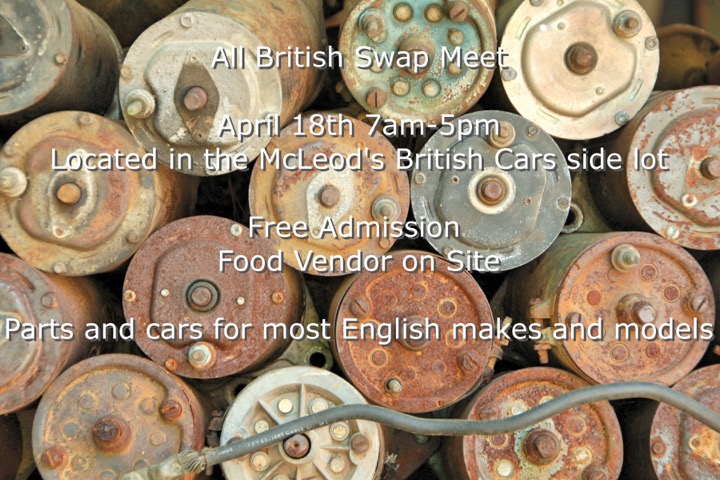 All British Swap Meet
April 18th 7am-5pm
Located in the McLeod's British Cars side lot
Free Admission
Food Vendor on Site
Parts and cars for most English makes and models